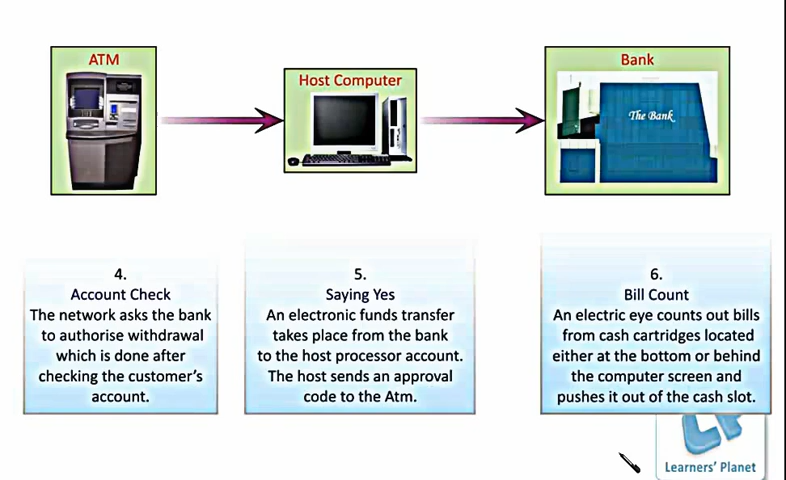 ATM
Host Computer
Bank
The Bank
4.
Account Check
The network asks the bank
to authorise withdrawal
which is done after
checking the customer's
account.
5.
Saying Yes
An electronic funds transfer
takes place from the bank
to the host processor account.
The host sends an approval
code to the Atm.
6.
Bill Count
An electric eye counts out bills
from cash cartridges located
either at the bottom or behind
the computer screen and
pushes it out of the cash slot.
Learners' Planet